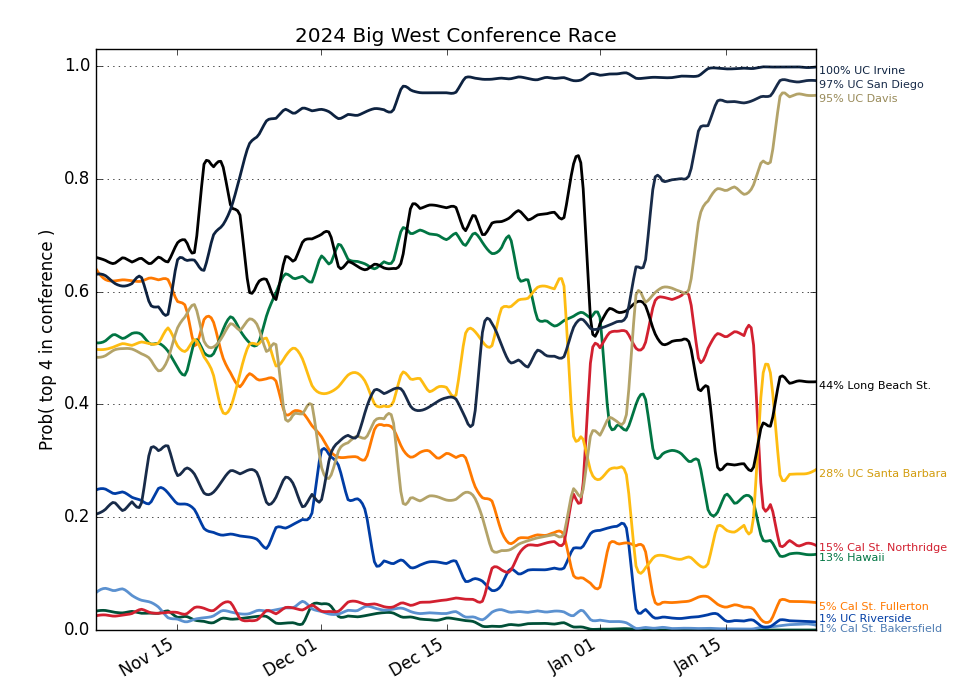 2024 Big West Conference Race
Prob( top 4 in conference )
1.0
0.8
0.6
0.4
0.2
0.0
Nov 15
Dec 01
Dec 15
Jan 01
Jan 15
100% UC Irvine
97% UC San Diego
95% UC Davis
44% Long Beach St.
28% UC Santa Barbara
15% Cal St. Northridge
13% Hawaii
5% Cal St. Fullerton
1% UC Riverside
1% Cal St. Bakersfield